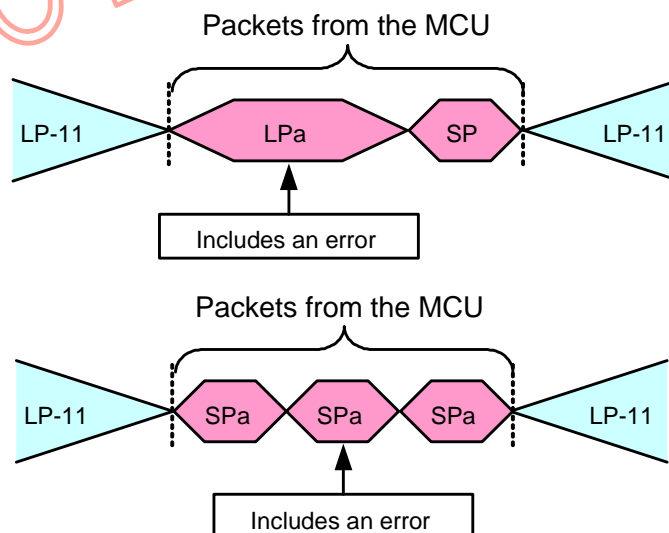 Packets from the MCU
LP-11 LPa SP LP-11
Includes an error
Packets from the MCU
LP-11 SPa SPa SPa LP-11
Includes an error